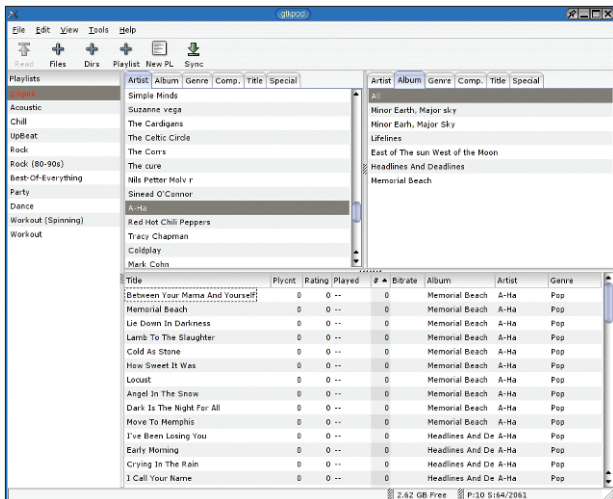 gtkpod
File Edit View Tools Help
Read Files Dirs Playlist New PL Sync
Playlists
gtkpod
Acoustic
Chill
UpBeat
Rock
Rock (80-90s)
Best-Of-Everything
Party
Dance
Workout (Spinning)
Workout
Artist Album Genre Comp. Title Special
Simple Minds
Suzanne vega
The Cardigans
The Celtic Circle
The Corrs
The cure
Nils Petter Molv r
Sinead O'Connor
A-Ha
Red Hot Chili Peppers
Tracy Chapman
Coldplay
Mark Cohn
Artist Album Genre Comp. Title Special
All
Minor Earth, Major sky
Minor Earh, Major Sky
Lifelines
East of The sun West of the Moon
Headlines And Deadlines
Memorial Beach
Title Plycnt Rating Played # Bitrate Album Artist Genre
Between Your Mama And Yourself 0 0 -- 0 Memorial Beach A-Ha Pop
Memorial Beach 0 0 -- 0 Memorial Beach A-Ha Pop
Lie Down In Darkness 0 0 -- 0 Memorial Beach A-Ha Pop
Lamb To The Slaughter 0 0 -- 0 Memorial Beach A-Ha Pop
Cold As Stone 0 0 -- 0 Memorial Beach A-Ha Pop
How Sweet It Was 0 0 -- 0 Memorial Beach A-Ha Pop
Locust 0 0 -- 0 Memorial Beach A-Ha Pop
Angel In The Snow 0 0 -- 0 Memorial Beach A-Ha Pop
Dark Is The Night For All 0 0 -- 0 Memorial Beach A-Ha Pop
Move To Memphis 0 0 -- 0 Memorial Beach A-Ha Pop
I've Been Losing You 0 0 -- 0 Headlines And De A-Ha Pop
Early Morning 0 0 -- 0 Headlines And De A-Ha Pop
Crying In The Rain 0 0 -- 0 Headlines And De A-Ha Pop
I Call Your Name 0 0 -- 0 Headlines And De A-Ha Pop
2.62 GB Free P:10 S:64/2061